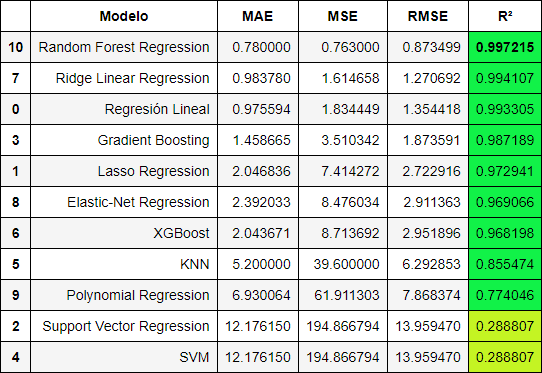 Modelo MAE MSE RMSE R²
10 Random Forest Regression 0.780000 0.763000 0.873499 0.997215
7 Ridge Linear Regression 0.983780 1.614658 1.270692 0.994107
0 Regresión Lineal 0.975594 1.834449 1.354418 0.993305
3 Gradient Boosting 1.458665 3.510342 1.873591 0.987189
1 Lasso Regression 2.046836 7.414272 2.722916 0.972941
8 Elastic-Net Regression 2.392033 8.476034 2.911363 0.969066
6 XGBoost 2.043671 8.713692 2.951896 0.968198
5 KNN 5.200000 39.600000 6.292853 0.855474
9 Polynomial Regression 6.930064 61.911303 7.868374 0.774046
2 Support Vector Regression 12.176150 194.866794 13.959470 0.288807
4 SVM 12.176150 194.866794 13.959470 0.288807